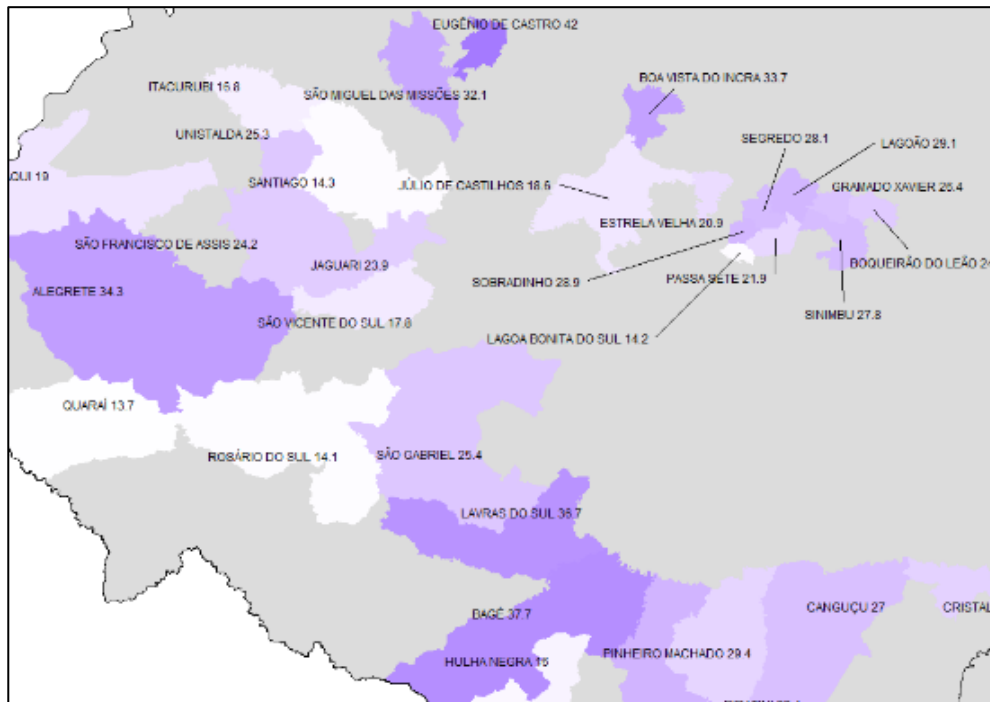 EUGÊNIO DE CASTRO 42
BOA VISTA DO INCRA 33.7
ITACURUBI 16.8
SÃO MIGUEL DAS MISSÕES 32.1
UNISTALDA 25.3
SEGREDO 28.1
LAGOÃO 29.1
AQUI 19
SANTIAGO 14.3
JÚLIO DE CASTILHOS 18.6
GRAMADO XAVIER 26.4
ESTRELA VELHA 20.9
SÃO FRANCISCO DE ASSIS 24.2
JAGUARI 23.9
BOQUEIRÃO DO LEÃO 24
SOBRADINHO 28.9
PASSA SETE 21.9
ALEGRETE 34.3
SÃO VICENTE DO SUL 17.8
SINIMBU 27.8
LAGOA BONITA DO SUL 14.2
QUARAÍ 13.7
ROSÁRIO DO SUL 14.1
SÃO GABRIEL 25.4
LAVRAS DO SUL 36.7
BAGÉ 37.7
CANGUÇU 27
CRISTAL
HULHA NEGRA 15
PINHEIRO MACHADO 29.4